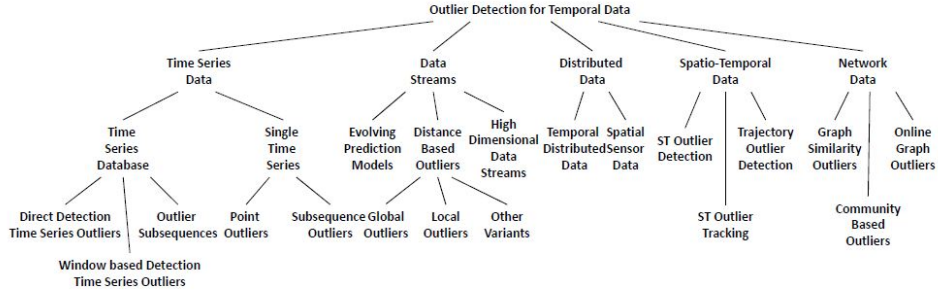 Outlier Detection for Temporal Data
Time Series
Data
Data
Streams
Distributed
Data
Spatio-Temporal
Data
Network
Data
Time
Series
Database
Single
Time
Series
Evolving
Prediction
Models
Distance
Based
Outliers
High
Dimensional
Data
Streams
Temporal
Distributed
Data
Spatial
Sensor
Data
ST Outlier
Detection
Trajectory
Outlier
Detection
Graph
Similarity
Outliers
Online
Graph
Outliers
Direct Detection
Time Series Outliers
Window based Detection
Time Series Outliers
Outlier
Subsequences
Point
Outliers
Subsequence
Outliers
Global
Outliers
Local
Outliers
Other
Variants
ST Outlier
Tracking
Community
Based
Outliers